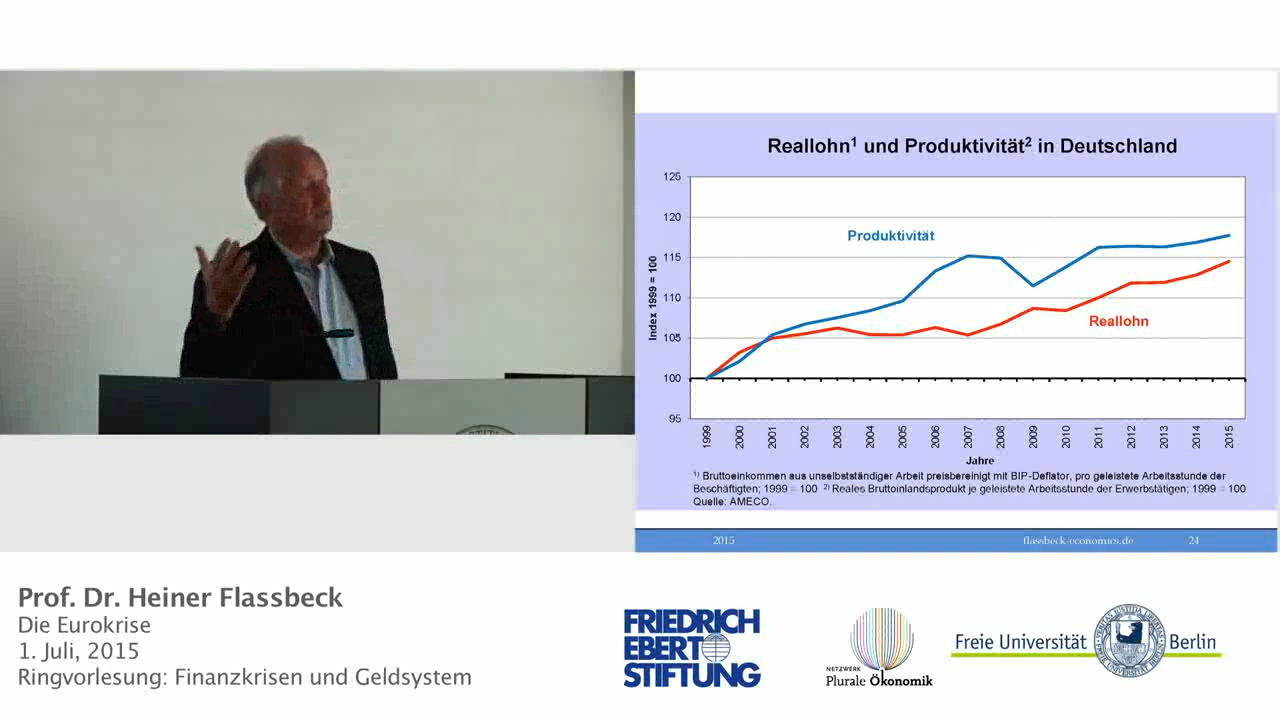 Reallohn1 und Produktivität2 in Deutschland
125
120
115
110
105
100
95
Index 1999 = 100
Produktivität
Reallohn
1999
2000
2001
2002
2003
2004
2005
2006
2007
2008
2009
2010
2011
2012
2013
2014
2015
Jahre
1) Bruttoeinkommen aus unselbstständiger Arbeit preisbereinigt mit BIP-Deflator, pro geleistete Arbeitsstunde der
Beschäftigten; 1999 = 100 2) Reales Bruttoinlandsprodukt je geleistete Arbeitsstunde der Erwerbstätigen; 1999 = 100
Quelle: AMECO.
2015 flassbeck-economics.de 24
Prof. Dr. Heiner Flassbeck
Die Eurokrise
1. Juli, 2015
Ringvorlesung: Finanzkrisen und Geldsystem
FRIEDRICH
EBERT
STIFTUNG
NETZWERK
Plurale Ökonomik
Freie Universität Berlin